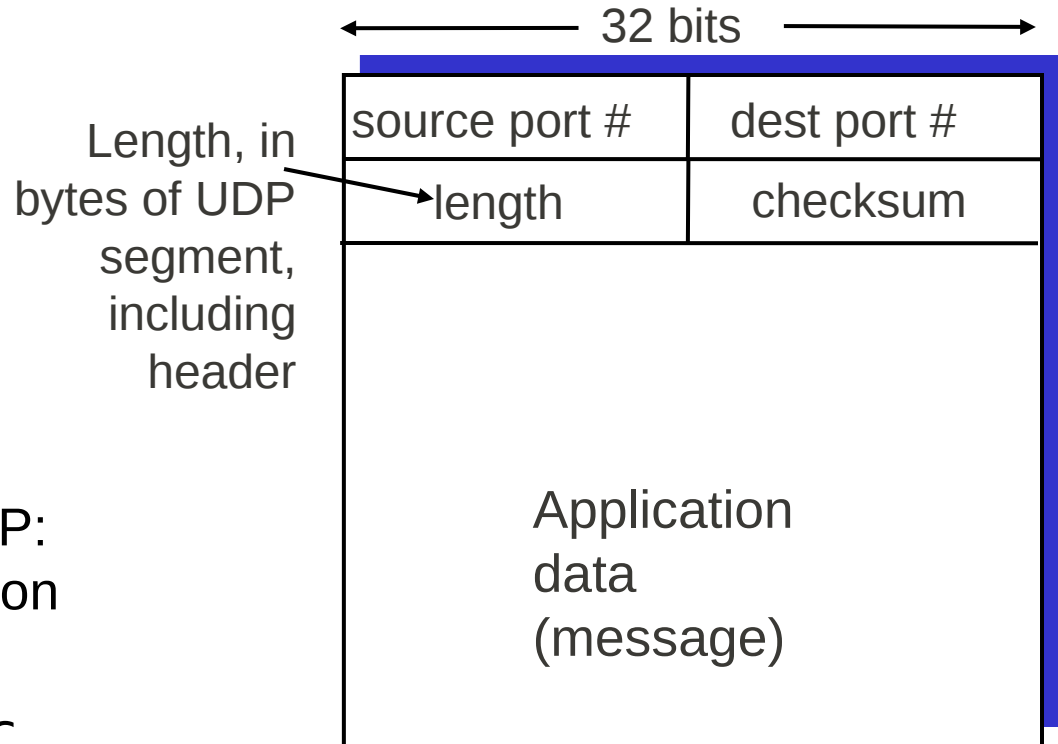 32 bits
source port # dest port #
Length, in
bytes of UDP
segment,
including
header
length checksum
P:
on
Application
data
(message)